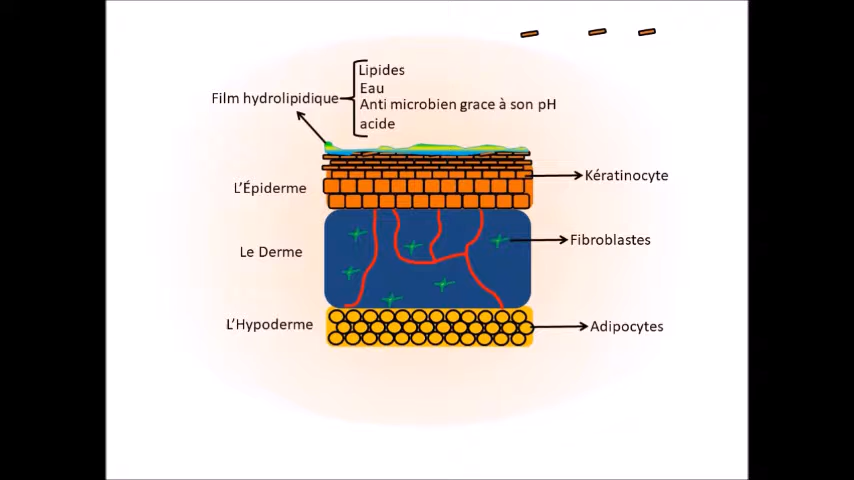 Lipides
Eau
Film hydrolipidique
Anti microbien grace à son pH
acide
Kératinocyte
L'Épiderme
Fibroblastes
Le Derme
L'Hypoderme
Adipocytes